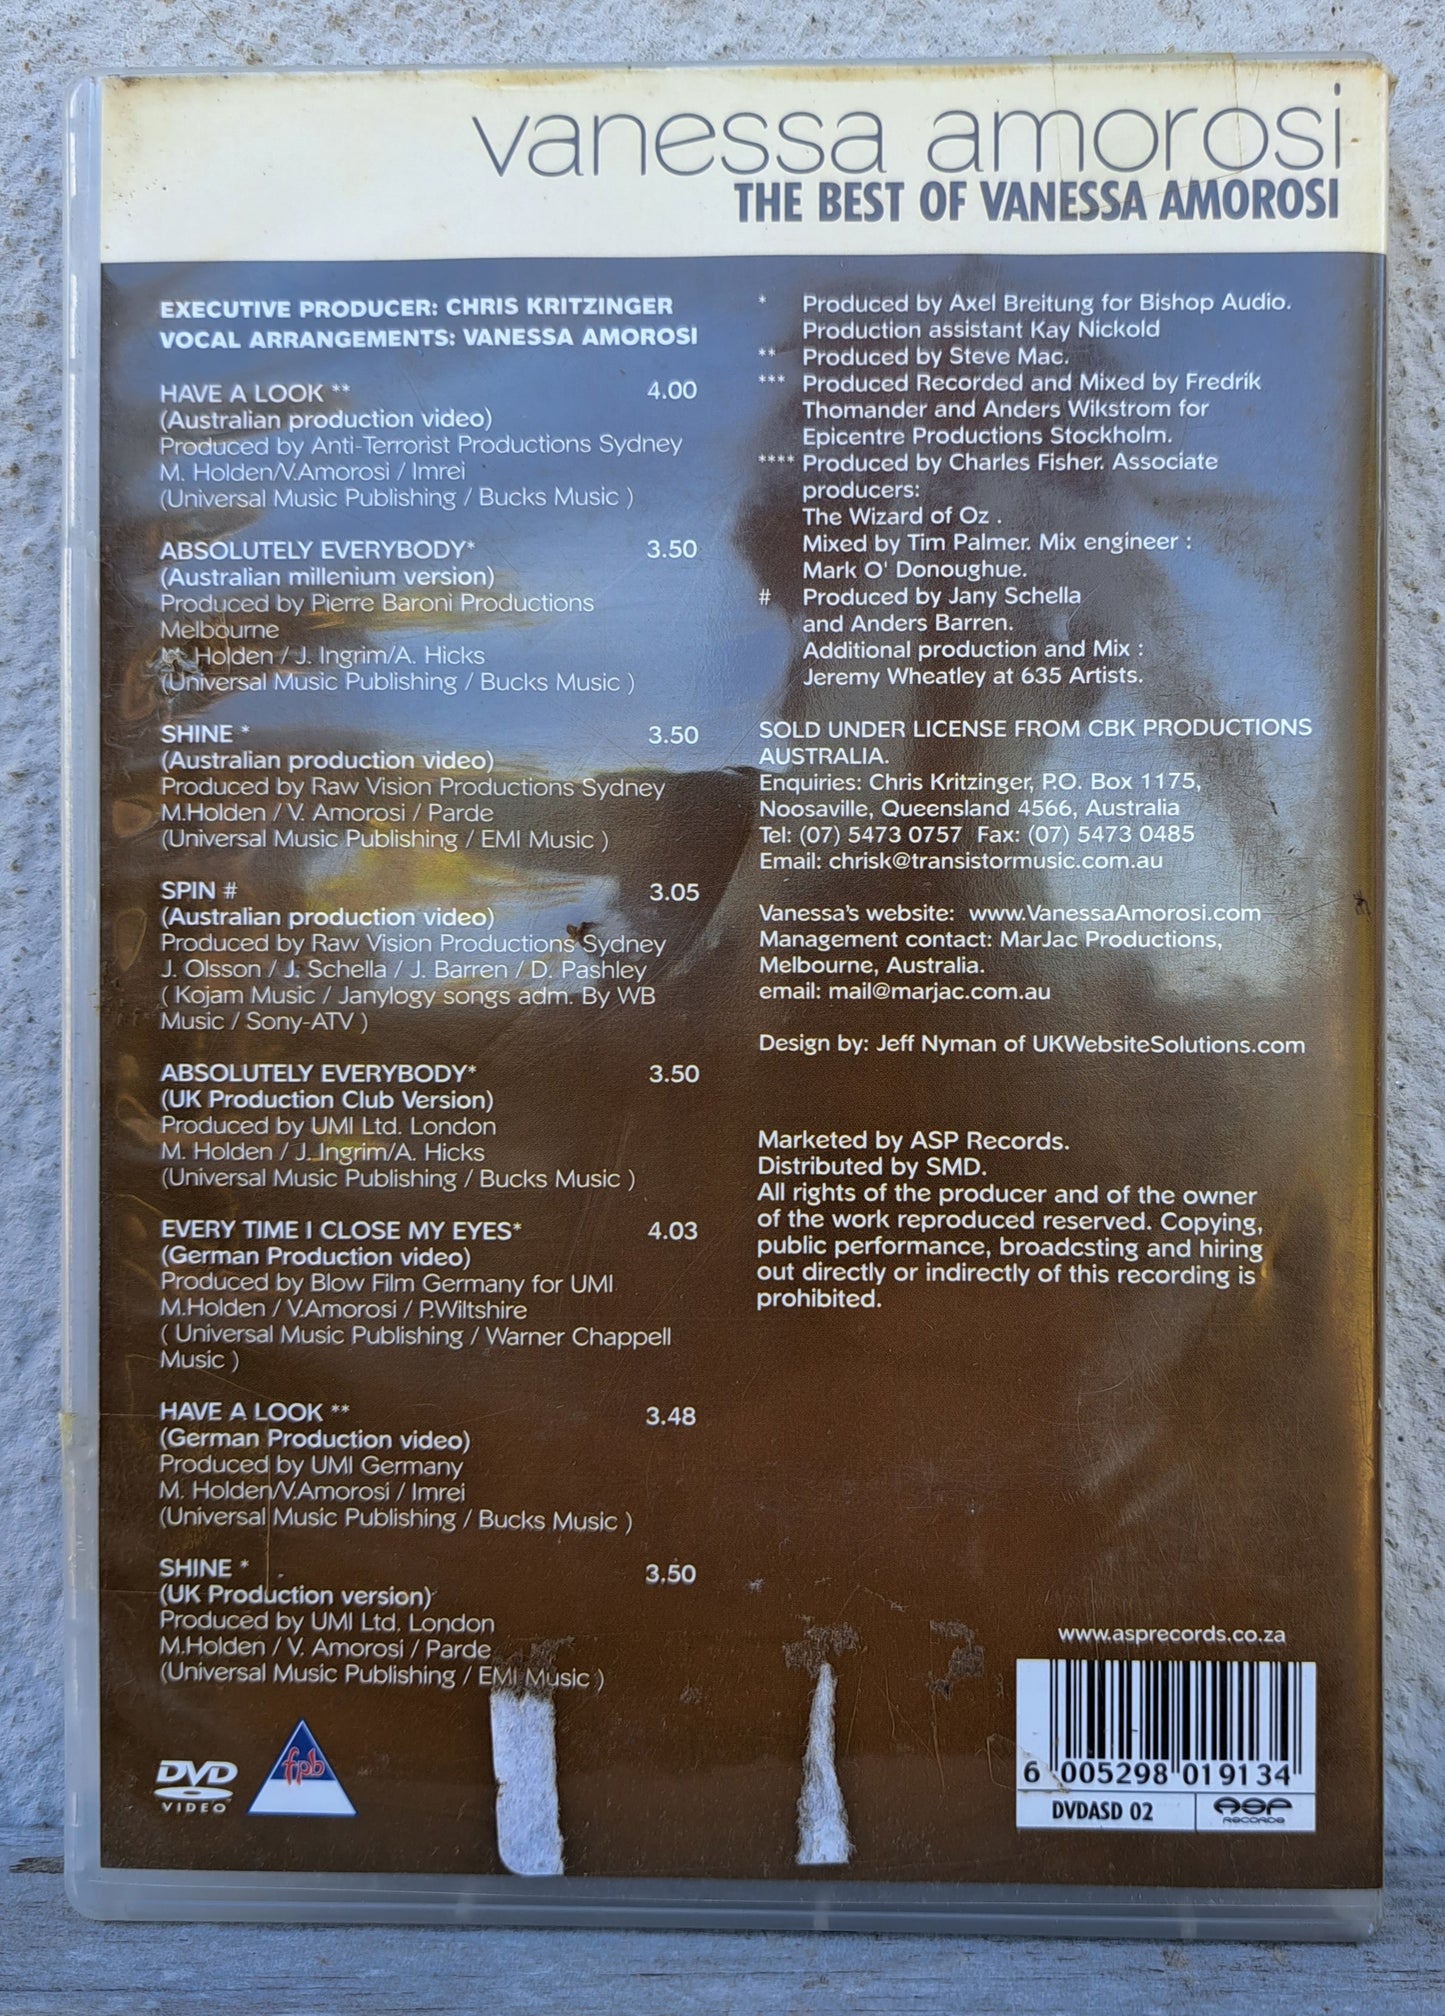 vanessa amorosi
THE BEST OF VANESSA AMOROSI
EXECUTIVE PRODUCER: CHRIS KRITZINGER
VOCAL ARRANGEMENTS: VANESSA AMOROSI
HAVE A LOOK ** 4.00
(Australian production video)
Produced by Anti-Terrorist Productions Sydney
M. Holden/V.Amorosi / Imrei
(Universal Music Publishing / Bucks Music )
ABSOLUTELY EVERYBODY* 3.50
(Australian millenium version)
Produced by Pierre Baroni Productions
Melbourne
M. Holden / J. Ingrim/A. Hicks
(Universal Music Publishing / Bucks Music )
SHINE * 3.50
(Australian production video)
Produced by Raw Vision Productions Sydney
M.Holden / V. Amorosi / Parde
(Universal Music Publishing / EMI Music )
SPIN # 3.05
(Australian production video)
Produced by Raw Vision Productions Sydney
J. Olsson / J. Schella / J. Barren / D. Pashley
( Kojam Music / Janylogy songs adm. By WB
Music / Sony-ATV )
ABSOLUTELY EVERYBODY* 3.50
(UK Production Club Version)
Produced by UMI Ltd. London
M. Holden / J. Ingrim/A. Hicks
(Universal Music Publishing / Bucks Music )
EVERY TIME I CLOSE MY EYES* 4.03
(German Production video)
Produced by Blow Film Germany for UMI
M.Holden / V.Amorosi / P.Wiltshire
( Universal Music Publishing / Warner Chappell
Music )
HAVE A LOOK ** 3.48
(German Production video)
Produced by UMI Germany
M. Holden/V.Amorosi / Imrei
(Universal Music Publishing / Bucks Music )
SHINE * 3.50
(UK Production version)
Produced by UMI Ltd. London
M.Holden / V. Amorosi / Parde
(Universal Music Publishing / EMI Music )
* Produced by Axel Breitung for Bishop Audio.
Production assistant Kay Nickold
** Produced by Steve Mac.
*** Produced Recorded and Mixed by Fredrik
Thomander and Anders Wikstrom for
Epicentre Productions Stockholm.
**** Produced by Charles Fisher. Associate
producers:
The Wizard of Oz .
Mixed by Tim Palmer. Mix engineer :
Mark O' Donoughue.
# Produced by Jany Schella
and Anders Barren.
Additional production and Mix :
Jeremy Wheatley at 635 Artists.
SOLD UNDER LICENSE FROM CBK PRODUCTIONS
AUSTRALIA.
Enquiries: Chris Kritzinger, P.O. Box 1175,
Noosaville, Queensland 4566, Australia
Tel: (07) 5473 0757 Fax: (07) 5473 0485
Email: chrisk@transistormusic.com.au
Vanessa's website: www.VanessaAmorosi.com
Management contact: MarJac Productions,
Melbourne, Australia.
email: mail@marjac.com.au
Design by: Jeff Nyman of UKWebsiteSolutions.com
Marketed by ASP Records.
Distributed by SMD.
All rights of the producer and of the owner
of the work reproduced reserved. Copying,
public performance, broadcsting and hiring
out directly or indirectly of this recording is
prohibited.
www.asprecords.co.za
DVD
VIDEO
fpb
6 005298 019134
DVDASD 02
ASP
RECORDS